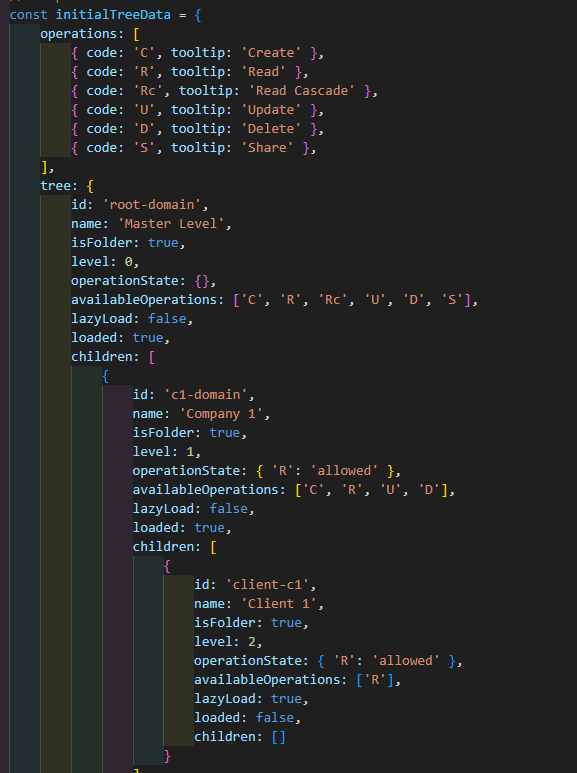 const initialTreeData = {
operations: [
{ code: 'C', tooltip: 'Create' },
{ code: 'R', tooltip: 'Read' },
{ code: 'Rc', tooltip: 'Read Cascade' },
{ code: 'U', tooltip: 'Update' },
{ code: 'D', tooltip: 'Delete' },
{ code: 'S', tooltip: 'Share' },
],
tree: {
id: 'root-domain',
name: 'Master Level',
isFolder: true,
level: 0,
operationState: {},
availableOperations: ['C', 'R', 'Rc', 'U', 'D', 'S'],
lazyLoad: false,
loaded: true,
children: [
{
id: 'c1-domain',
name: 'Company 1',
isFolder: true,
level: 1,
operationState: { 'R': 'allowed' },
availableOperations: ['C', 'R', 'U', 'D'],
lazyLoad: false,
loaded: true,
children: [
{
id: 'client-c1',
name: 'Client 1',
isFolder: true,
level: 2,
operationState: { 'R': 'allowed' },
availableOperations: ['R'],
lazyLoad: true,
loaded: false,
children: []
}